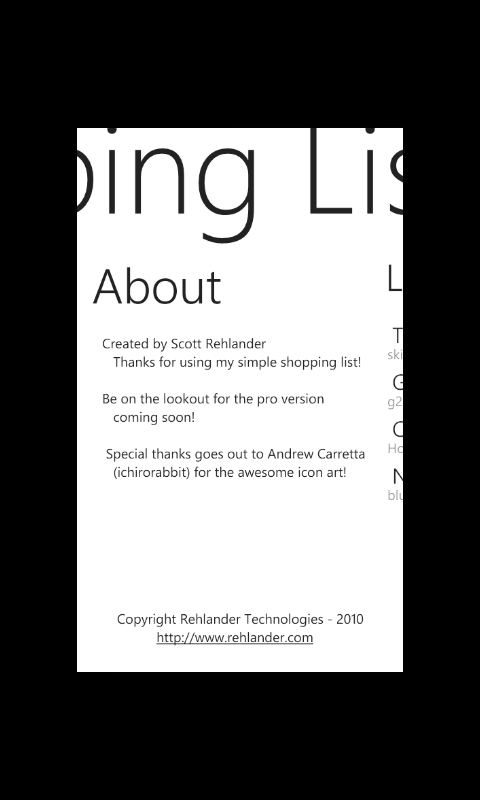 ping Lis
About
Created by Scott Rehlander
Thanks for using my simple shopping list!
Be on the lookout for the pro version
coming soon!
Special thanks goes out to Andrew Carretta
(ichirorabbit) for the awesome icon art!
Copyright Rehlander Technologies - 2010
http://www.rehlander.com
L
T
ski
G
g2
C
Ho
N
blu